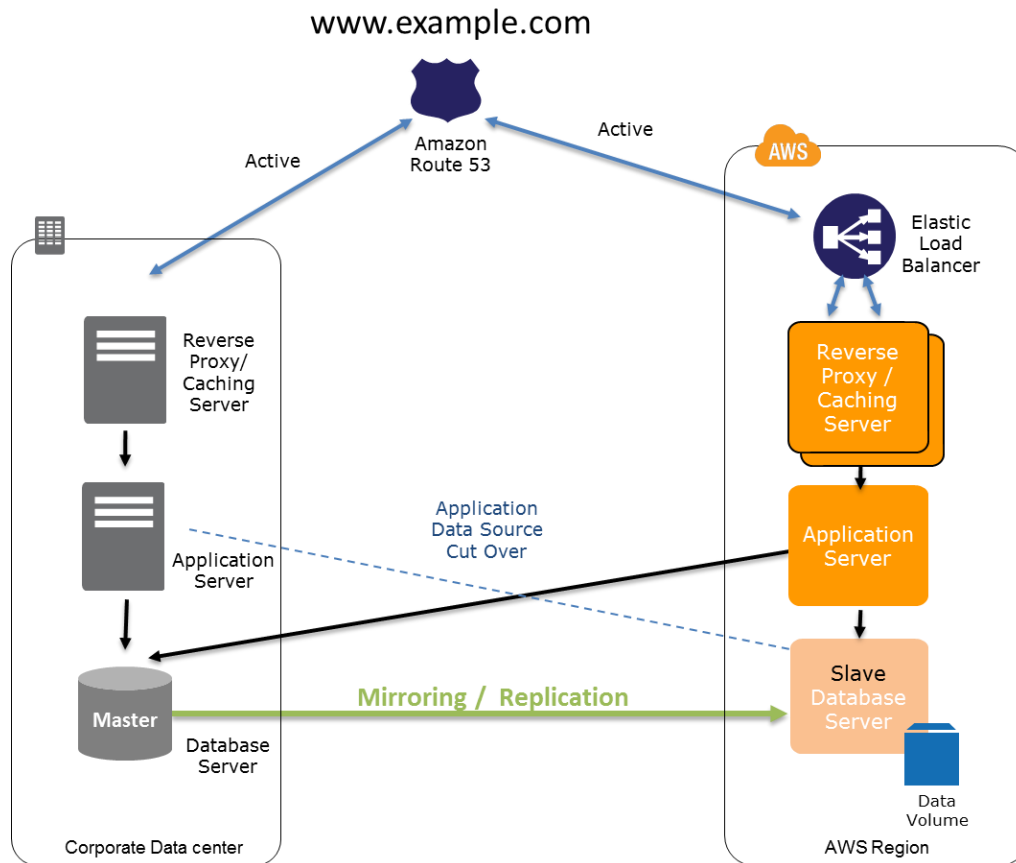 www.example.com
Amazon
Route 53
Active
Active
AWS
Elastic
Load
Balancer
Reverse
Proxy/
Caching
Server
Reverse
Proxy /
Caching
Server
Application
Data Source
Cut Over
Application
Server
Application
Server
Master
Database
Server
Mirroring / Replication
Slave
Database
Server
Data
Volume
Corporate Data center
AWS Region